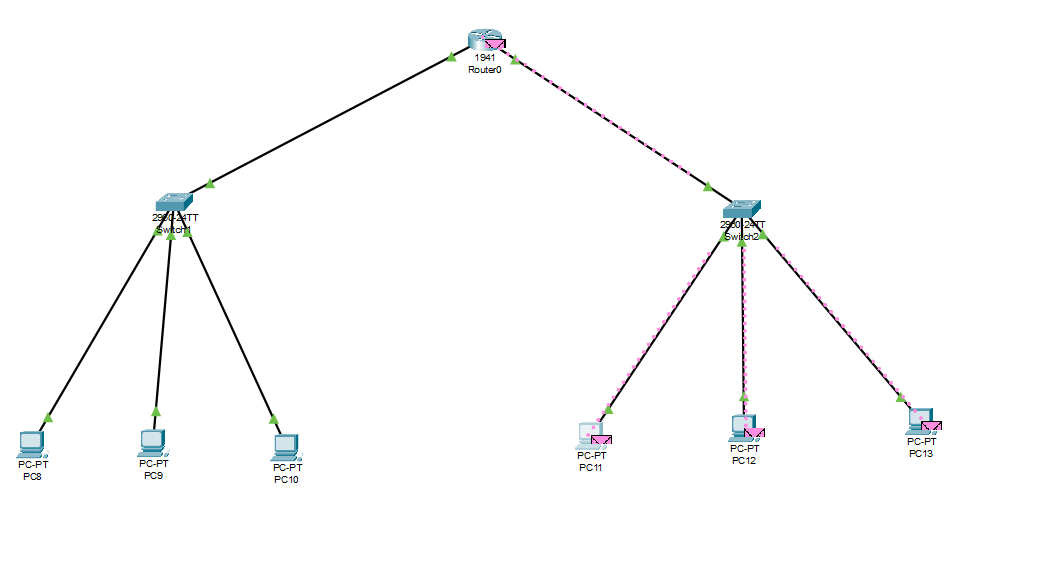 1941
Router0
2960-24TT
Switch1
2960-24TT
Switch2
PC-PT
PC8
PC-PT
PC9
PC-PT
PC10
PC-PT
PC11
PC-PT
PC12
PC-PT
PC13